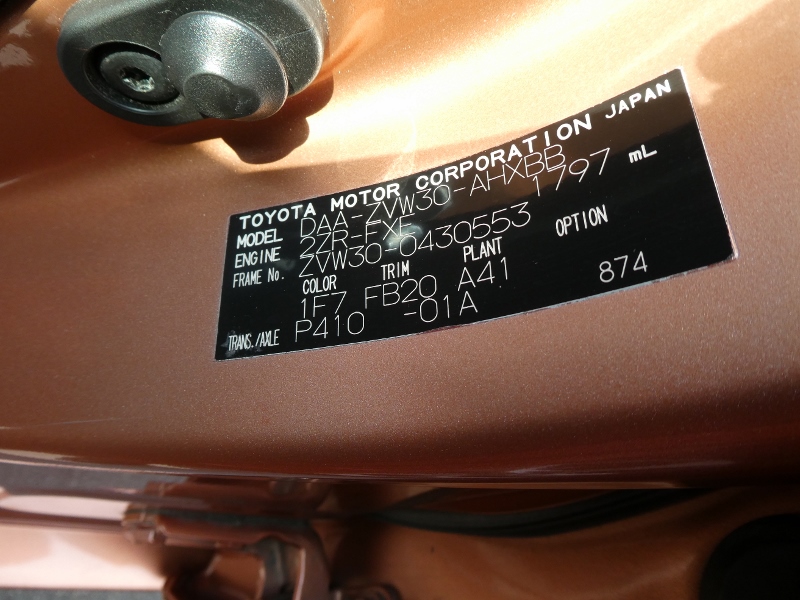 TOYOTA MOTOR CORPORATION JAPAN
MODEL DAA-ZVW30-AHXBB
ENGINE 2ZR-FXE 1797 mL
FRAME No. ZVW30-0430553
COLOR TRIM PLANT OPTION
1F7 FB20 A41 874
TRANS./AXLE P410 -01A